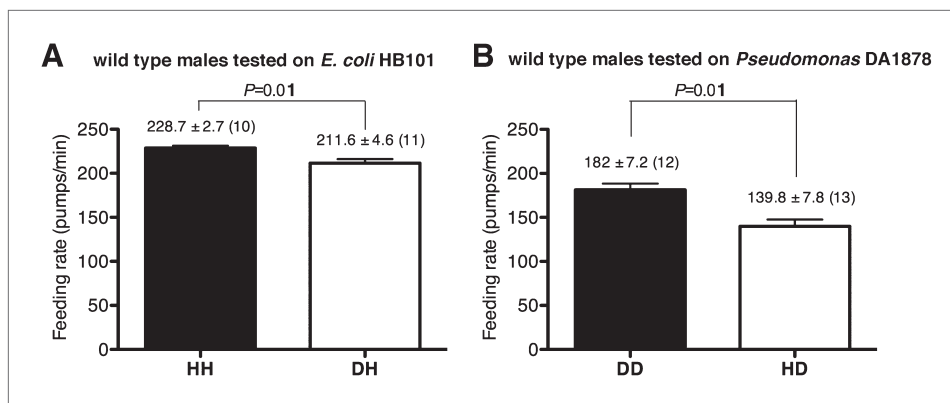 A wild type males tested on E. coli HB101
P=0.01
228.7 ±2.7 (10)
211.6 ±4.6 (11)
Feeding rate (pumps/min)
250
200
150
100
50
0
HH DH
B wild type males tested on Pseudomonas DA1878
P=0.01
182 ±7.2 (12)
139.8 ±7.8 (13)
Feeding rate (pumps/min)
250
200
150
100
50
0
DD HD